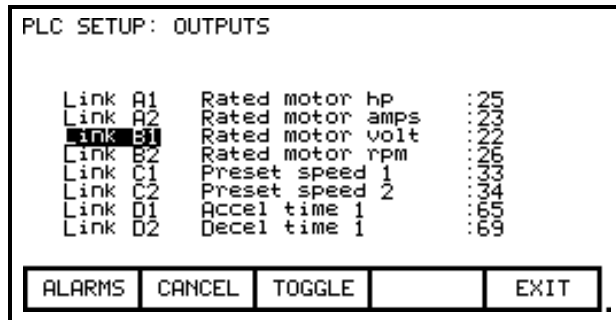 PLC SETUP: OUTPUTS
Link A1 Rated motor hp :25
Link A2 Rated motor amps :23
Link B1 Rated motor volt :22
Link B2 Rated motor rpm :26
Link C1 Preset speed 1 :33
Link C2 Preset speed 2 :34
Link D1 Accel time 1 :65
Link D2 Decel time 1 :69
ALARMS CANCEL TOGGLE EXIT
.